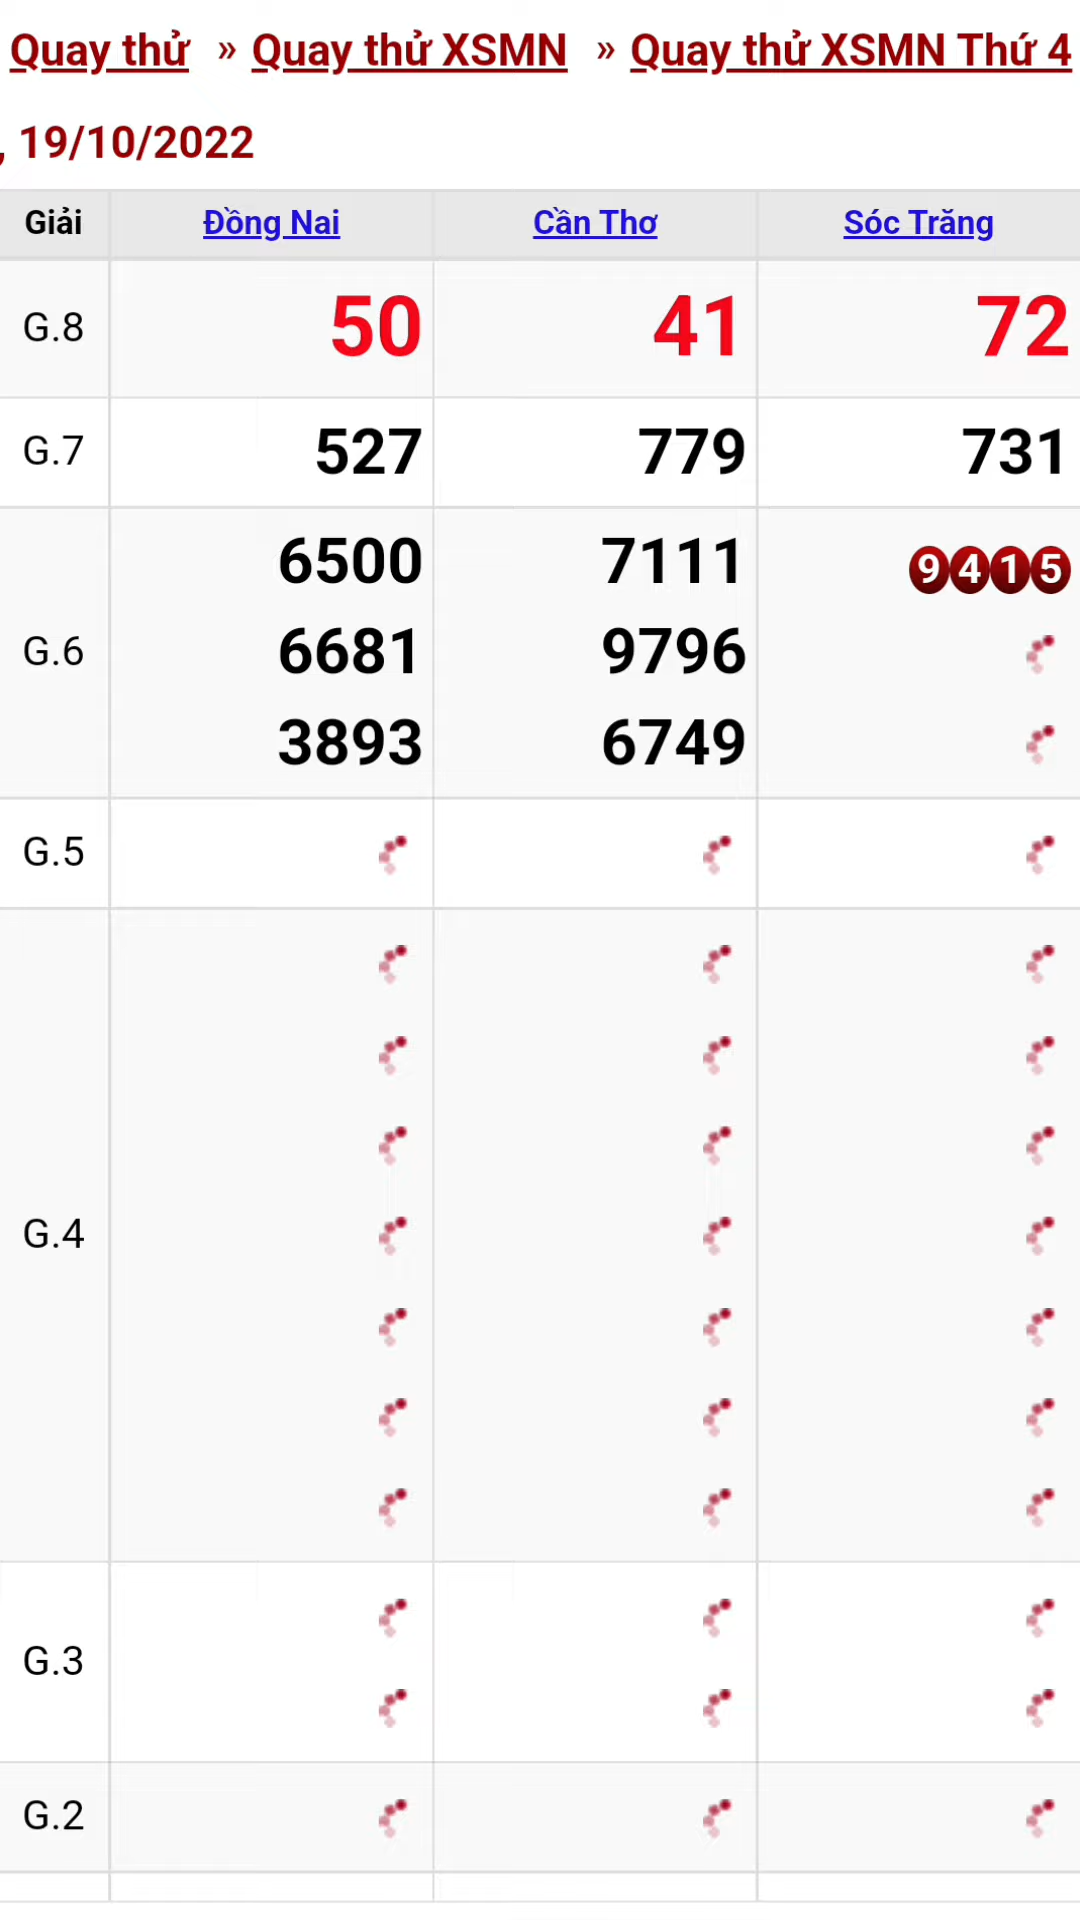 Quay thử » Quay thử XSMN » Quay thử XSMN Thứ 4
, 19/10/2022
Giải Đồng Nai Cần Thơ Sóc Trăng
G.8 50 41 72
G.7 527 779 731
6500 7111 9415
G.6 6681 9796
3893 6749
G.5
G.4
G.3
G.2